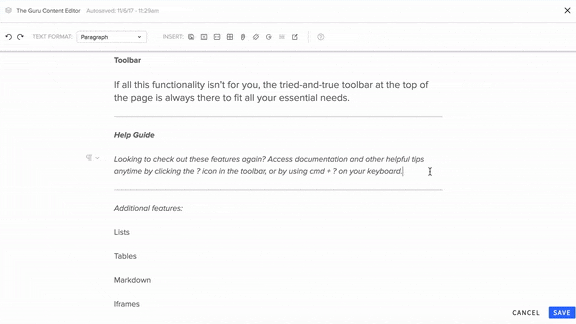 The Guru Content Editor Autosaved: 11/6/17 - 11:29am
TEXT FORMAT: Paragraph INSERT:
Toolbar
If all this functionality isn't for you, the tried-and-true toolbar at the top of
the page is always there to fit all your essential needs.
Help Guide
Looking to check out these features again? Access documentation and other helpful tips
anytime by clicking the ? icon in the toolbar, or by using cmd + ? on your keyboard.
Additional features:
Lists
Tables
Markdown
Iframes
CANCEL SAVE